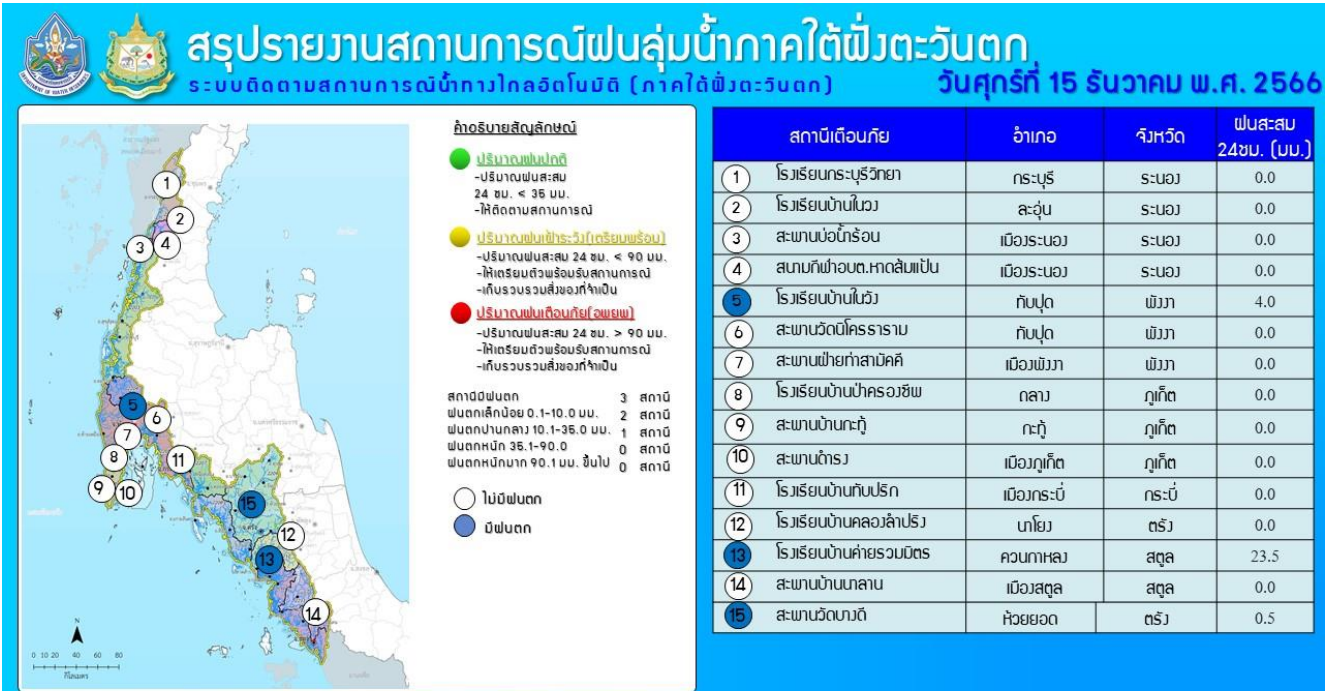 สรุปรายงานสถานการณ์ฝนลุ่มน้ำภาคใต้ฝั่งตะวันตก
ระบบติดตามสถานการณ์น้ำทางไกลอัตโนมัติ (ภาคใต้ฝั่งตะวันตก)
วันศุกร์ที่ 15 ธันวาคม พ.ศ. 2566
คำอธิบายสัญลักษณ์
ปริมาณฝนปกติ
-ปริมาณฝนสะสม
24 ชม. < 35 มม.
-ให้ติดตามสถานการณ์
ปริมาณฝนเฝ้าระวัง(เตรียมพร้อม)
-ปริมาณฝนสะสม 24 ชม. < 90 มม.
-ให้เตรียมตัวพร้อมรับสถานการณ์
-เก็บรวบรวมสิ่งของที่จำเป็น
ปริมาณฝนเตือนภัย(อพยพ)
-ปริมาณฝนสะสม 24 ชม. > 90 มม.
-ให้เตรียมตัวพร้อมรับสถานการณ์
-เก็บรวบรวมสิ่งของที่จำเป็น
สถานีมีฝนตก 3 สถานี
ฝนตกเล็กน้อย 0.1-10.0 มม. 2 สถานี
ฝนตกปานกลาง 10.1-35.0 มม. 1 สถานี
ฝนตกหนัก 35.1-90.0 0 สถานี
ฝนตกหนักมาก 90.1 มม. ขึ้นไป 0 สถานี
ไม่มีฝนตก
มีฝนตก
1
2
3 4
5
6
7
8
11
9 10
15
12
13
14
N
0 10 20 40 60 80
กิโลเมตร
สถานีเตือนภัย อำเภอ จังหวัด ฝนสะสม 24ชม. (มม.)
1 โรงเรียนกระบุรีวิทยา กระบุรี ระนอง 0.0
2 โรงเรียนบ้านในวง ละอุ่น ระนอง 0.0
3 สะพานบ่อน้ำร้อน เมืองระนอง ระนอง 0.0
4 สนามกีฬาอบต.หาดส้มแป้น เมืองระนอง ระนอง 0.0
5 โรงเรียนบ้านในวัง ทับปุด พังงา 4.0
6 สะพานวัดนิโครธาราม ทับปุด พังงา 0.0
7 สะพานฝ่ายท่าสามัคคี เมืองพังงา พังงา 0.0
8 โรงเรียนบ้านป่าครองชีพ ถลาง ภูเก็ต 0.0
9 สะพานบ้านกะทู้ กะทู้ ภูเก็ต 0.0
10 สะพานดำรง เมืองภูเก็ต ภูเก็ต 0.0
11 โรงเรียนบ้านทับปริก เมืองกระบี่ กระบี่ 0.0
12 โรงเรียนบ้านคลองลำปริง นาโยง ตรัง 0.0
13 โรงเรียนบ้านค่ายรวมมิตร ควนกาหลง สตูล 23.5
14 สะพานบ้านนาลาน เมืองสตูล สตูล 0.0
15 สะพานวัดบางดี ห้วยยอด ตรัง 0.5